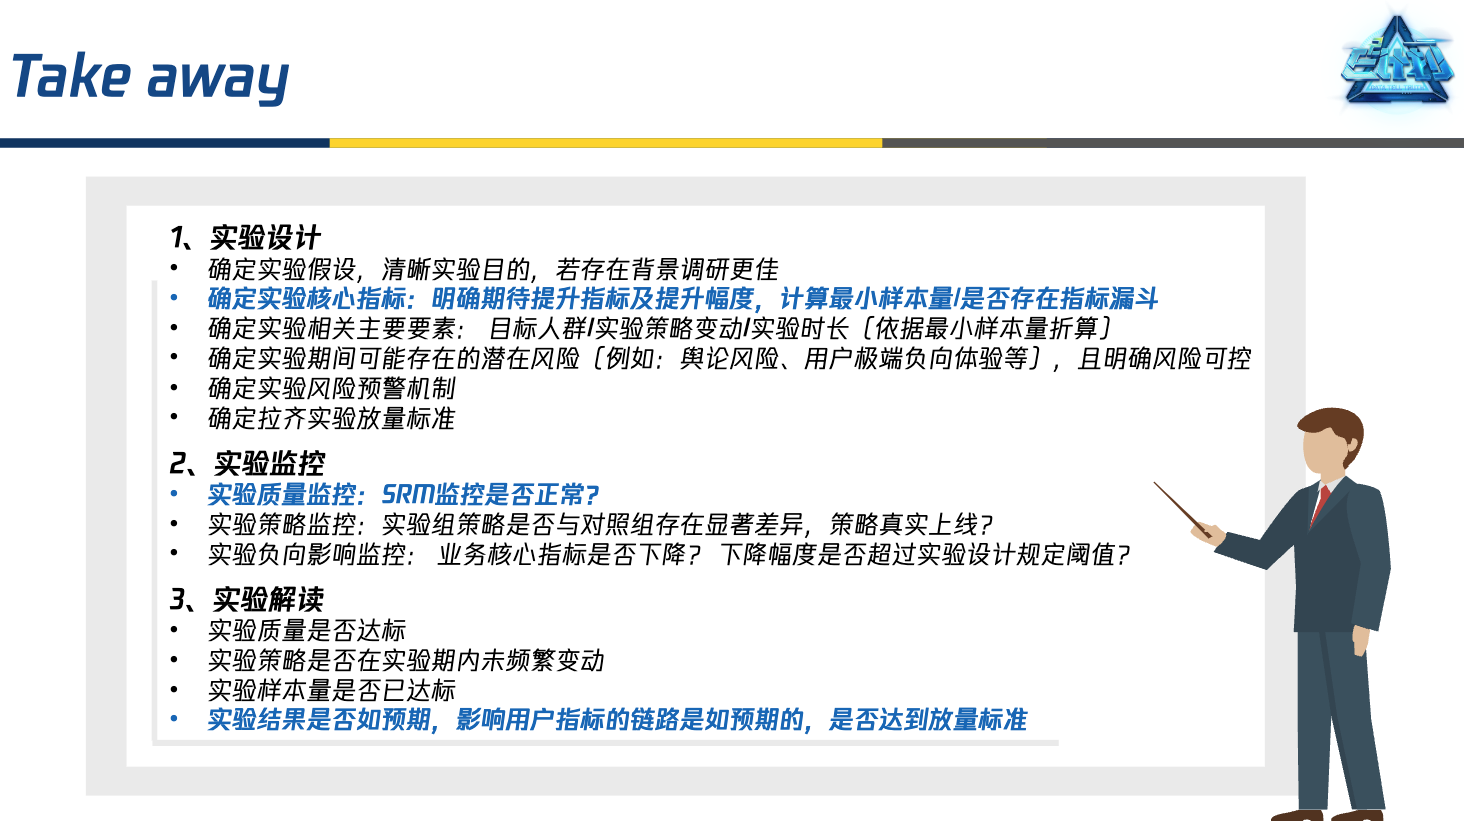 Take away
1、实验设计
• 确定实验假设，清晰实验目的，若存在背景调研更佳
• 确定实验核心指标：明确期待提升指标及提升幅度，计算最小样本量/是否存在指标漏斗
• 确定实验相关主要要素： 目标人群/实验策略变动/实验时长（依据最小样本量折算）
• 确定实验期间可能存在的潜在风险（例如：舆论风险、用户极端负向体验等），且明确风险可控
• 确定实验风险预警机制
• 确定拉齐实验放量标准
2、实验监控
• 实验质量监控：SRM监控是否正常？
• 实验策略监控：实验组策略是否与对照组存在显著差异，策略真实上线？
• 实验负向影响监控： 业务核心指标是否下降？ 下降幅度是否超过实验设计规定阈值？
3、实验解读
• 实验质量是否达标
• 实验策略是否在实验期内未频繁变动
• 实验样本量是否已达标
• 实验结果是否如预期，影响用户指标的链路是如预期的，是否达到放量标准